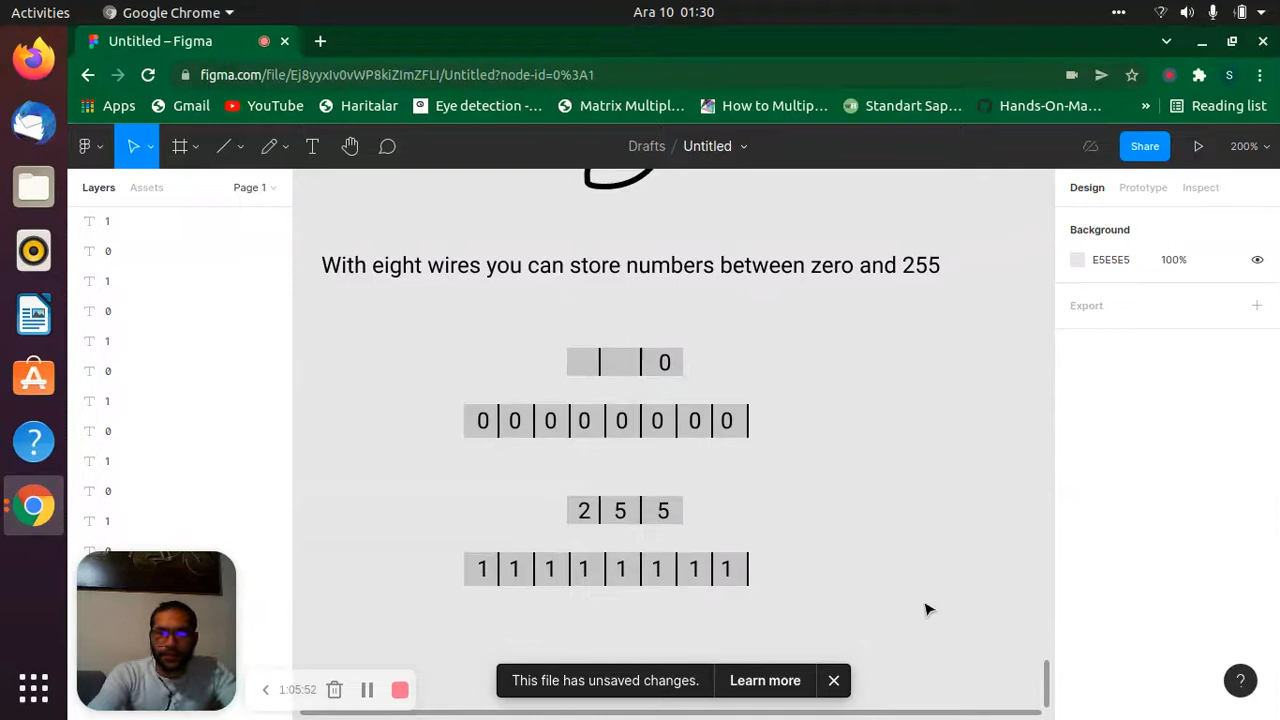 Activities Google Chrome Ara 10 01:30
Untitled – Figma
figma.com/file/Ej8yyxIv0vWP8kiZImZFLI/Untitled?node-id=0%3A1 S
Apps Gmail YouTube Haritalar Eye detection -... Matrix Multipl... How to Multip... Standart Sap... Hands-On-Ma... » Reading list
T Drafts / Untitled Share 200%
Layers Assets Page 1 Design Prototype Inspect
T 1
Background
T 0
E5E5E5 100%
T 1
Export +
T 0
T 1
T 0
T 1
T 0
T 1
T 0
T 1
With eight wires you can store numbers between zero and 255
0
0 0 0 0 0 0 0 0
2 5 5
1 1 1 1 1 1 1 1
1:05:52
This file has unsaved changes. Learn more
?